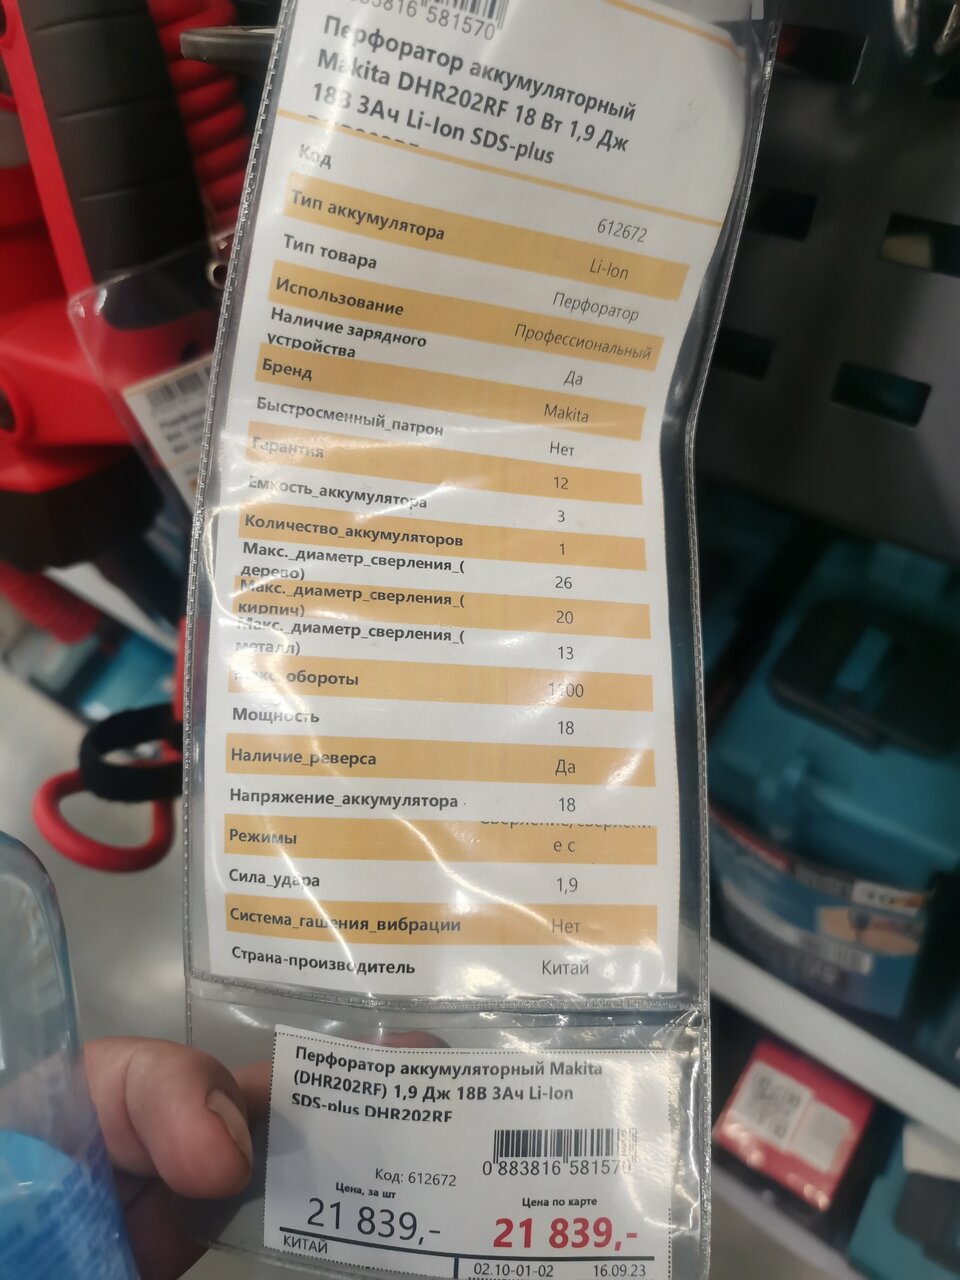 883816 581570
Перфоратор аккумуляторный
Makita DHR202RF 18 Вт 1,9 Дж
18В 3Ач Li-Ion SDS-plus
Код
612672
Тип аккумулятора
Li-Ion
Тип товара
Перфоратор
Использование
Профессиональный
Наличие зарядного
устройства
Да
Бренд
Makita
Быстросменный_патрон
Нет
Гарантия
12
Емкость_аккумулятора
3
Количество_аккумуляторов
1
Макс._диаметр_сверления_(
дерево)
26
Макс._диаметр_сверления_(
кирпич)
20
Макс._диаметр_сверления_(
металл)
13
обороты
1100
Мощность
18
Наличие_реверса
Да
Напряжение_аккумулятора
18
Режимы
е с
Сила_удара
1,9
Система_гашения_вибрации
Нет
Страна-производитель
Китай
Перфоратор аккумуляторный Makita
(DHR202RF) 1,9 Дж 18В 3Ач Li-Ion
SDS-plus DHR202RF
0 883816 581570
Код: 612672
Цена, за шт
Цена по карте
21 839,-
21 839,-
КИТАЙ
02.10-01-02
16.09.23